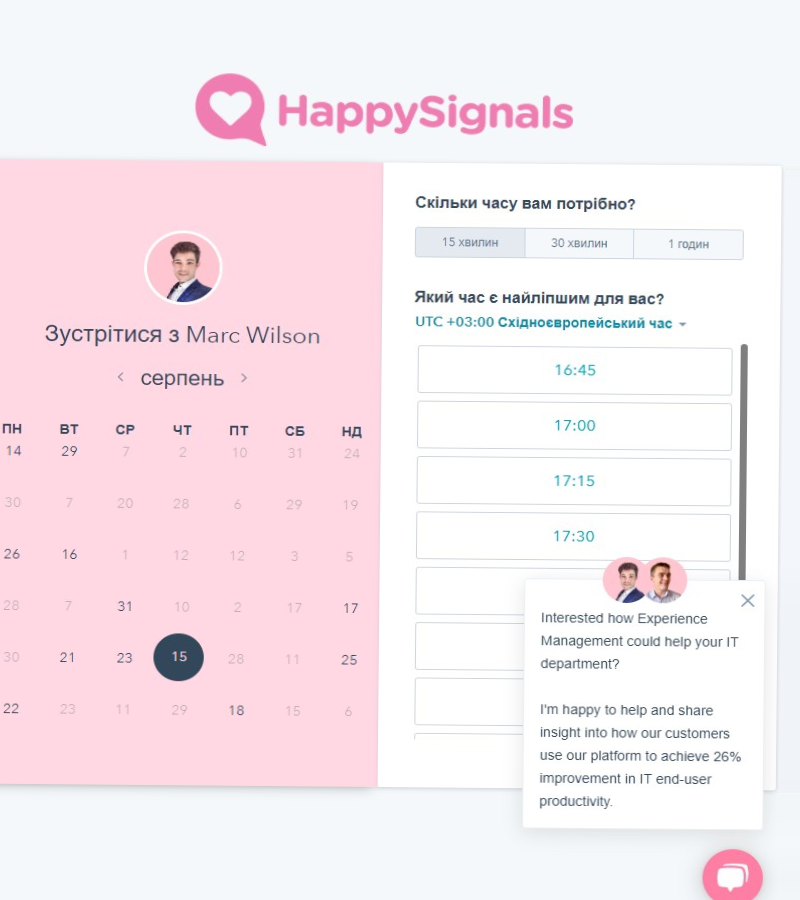 HappySignals
Зустрітися з Marc Wilson
серпень
ПН ВТ СР ЧТ ПТ СБ НД
14 29 7 2 10 31 24
30 7 20 28 6 29 19
26 16 1 12 12 3 5
28 7 31 10 2 17 17
30 21 23 15 28 11 25
22 23 11 29 18 15 6
Скільки часу вам потрібно?
15 хвилин 30 хвилин 1 годин
Який час є найліпшим для вас?
UTC +03:00 Східноєвропейський час
16:45
17:00
17:15
17:30
Interested how Experience
Management could help your IT
department?
I'm happy to help and share
insight into how our customers
use our platform to achieve 26%
improvement in IT end-user
productivity.